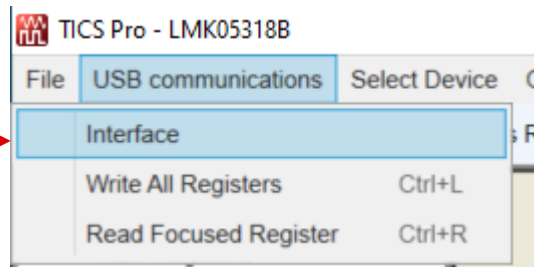 TICS Pro - LMK05318B
File USB communications Select Device
Interface
Write All Registers Ctrl+L
Read Focused Register Ctrl+R